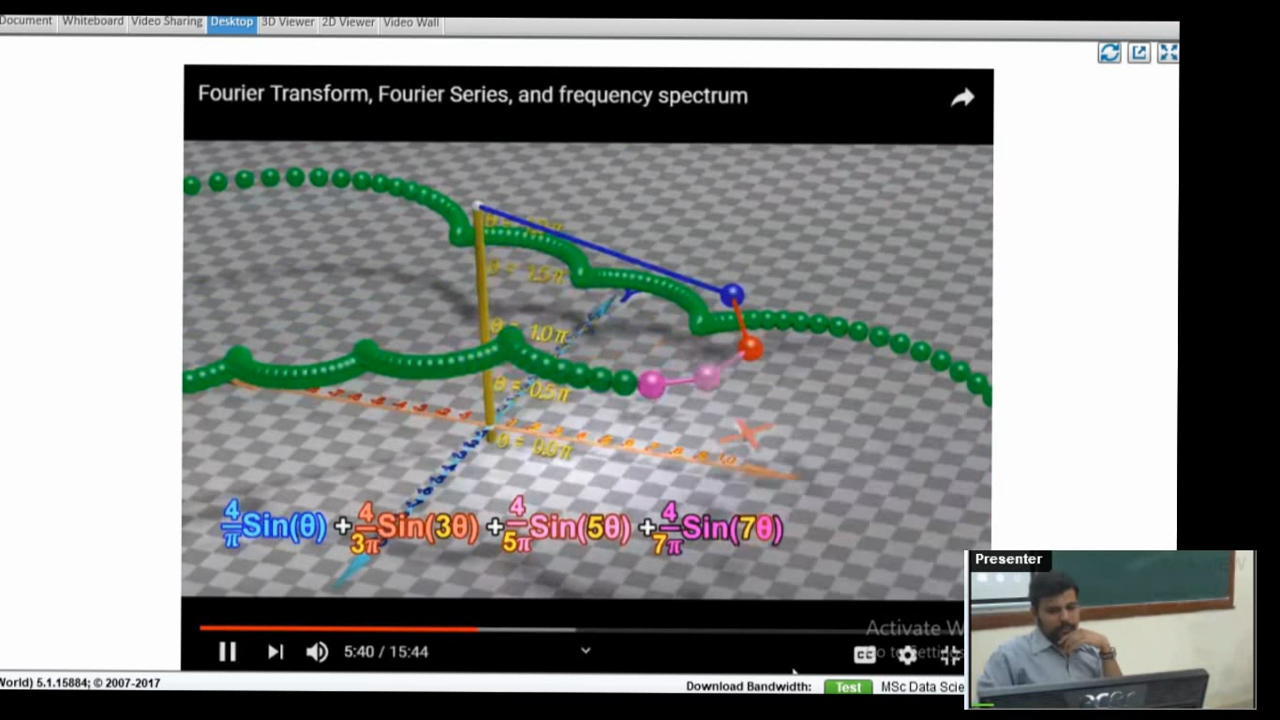 Document Whiteboard Video Sharing Desktop 3D Viewer 2D Viewer Video Wall
Fourier Transform, Fourier Series, and frequency spectrum
θ = 1.5π
θ = 1.0π
θ = 0.5π
θ = 0.0π
X
4/π Sin(θ) + 4/3π Sin(3θ) + 4/5π Sin(5θ) + 4/7π Sin(7θ)
Presenter
Activate W
5:40 / 15:44
CC
World) 5.1.15884; © 2007-2017
Download Bandwidth: Test MSc Data Scie
acer